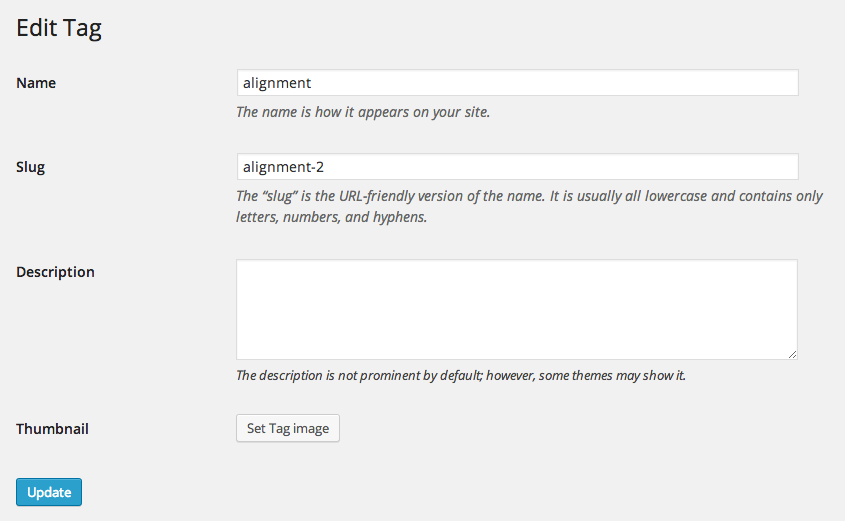 Edit Tag
Name
alignment
The name is how it appears on your site.
Slug
alignment-2
The “slug” is the URL-friendly version of the name. It is usually all lowercase and contains only
letters, numbers, and hyphens.
Description
The description is not prominent by default; however, some themes may show it.
Thumbnail
Set Tag image
Update